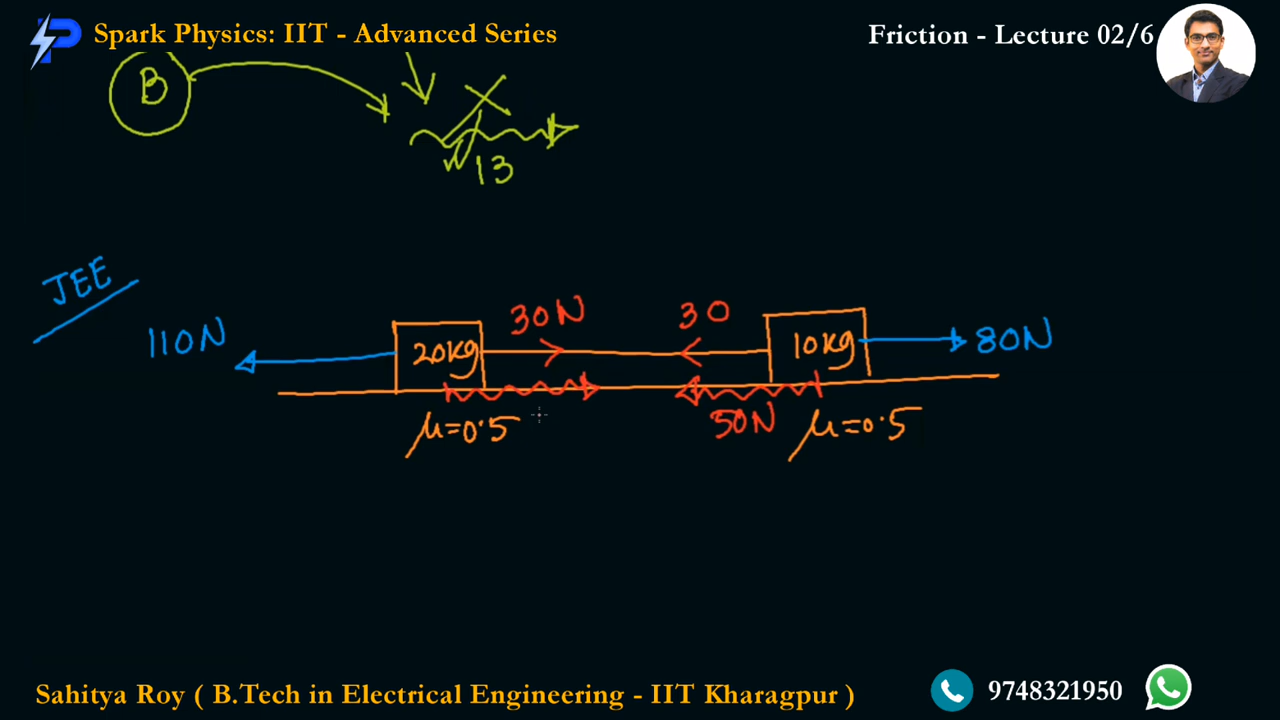 Spark Physics: IIT - Advanced Series
Friction - Lecture 02/6
B
13
JEE
110N
20kg
30N
30
10kg
80N
μ=0.5
50N
μ=0.5
Sahitya Roy ( B.Tech in Electrical Engineering - IIT Kharagpur )
9748321950